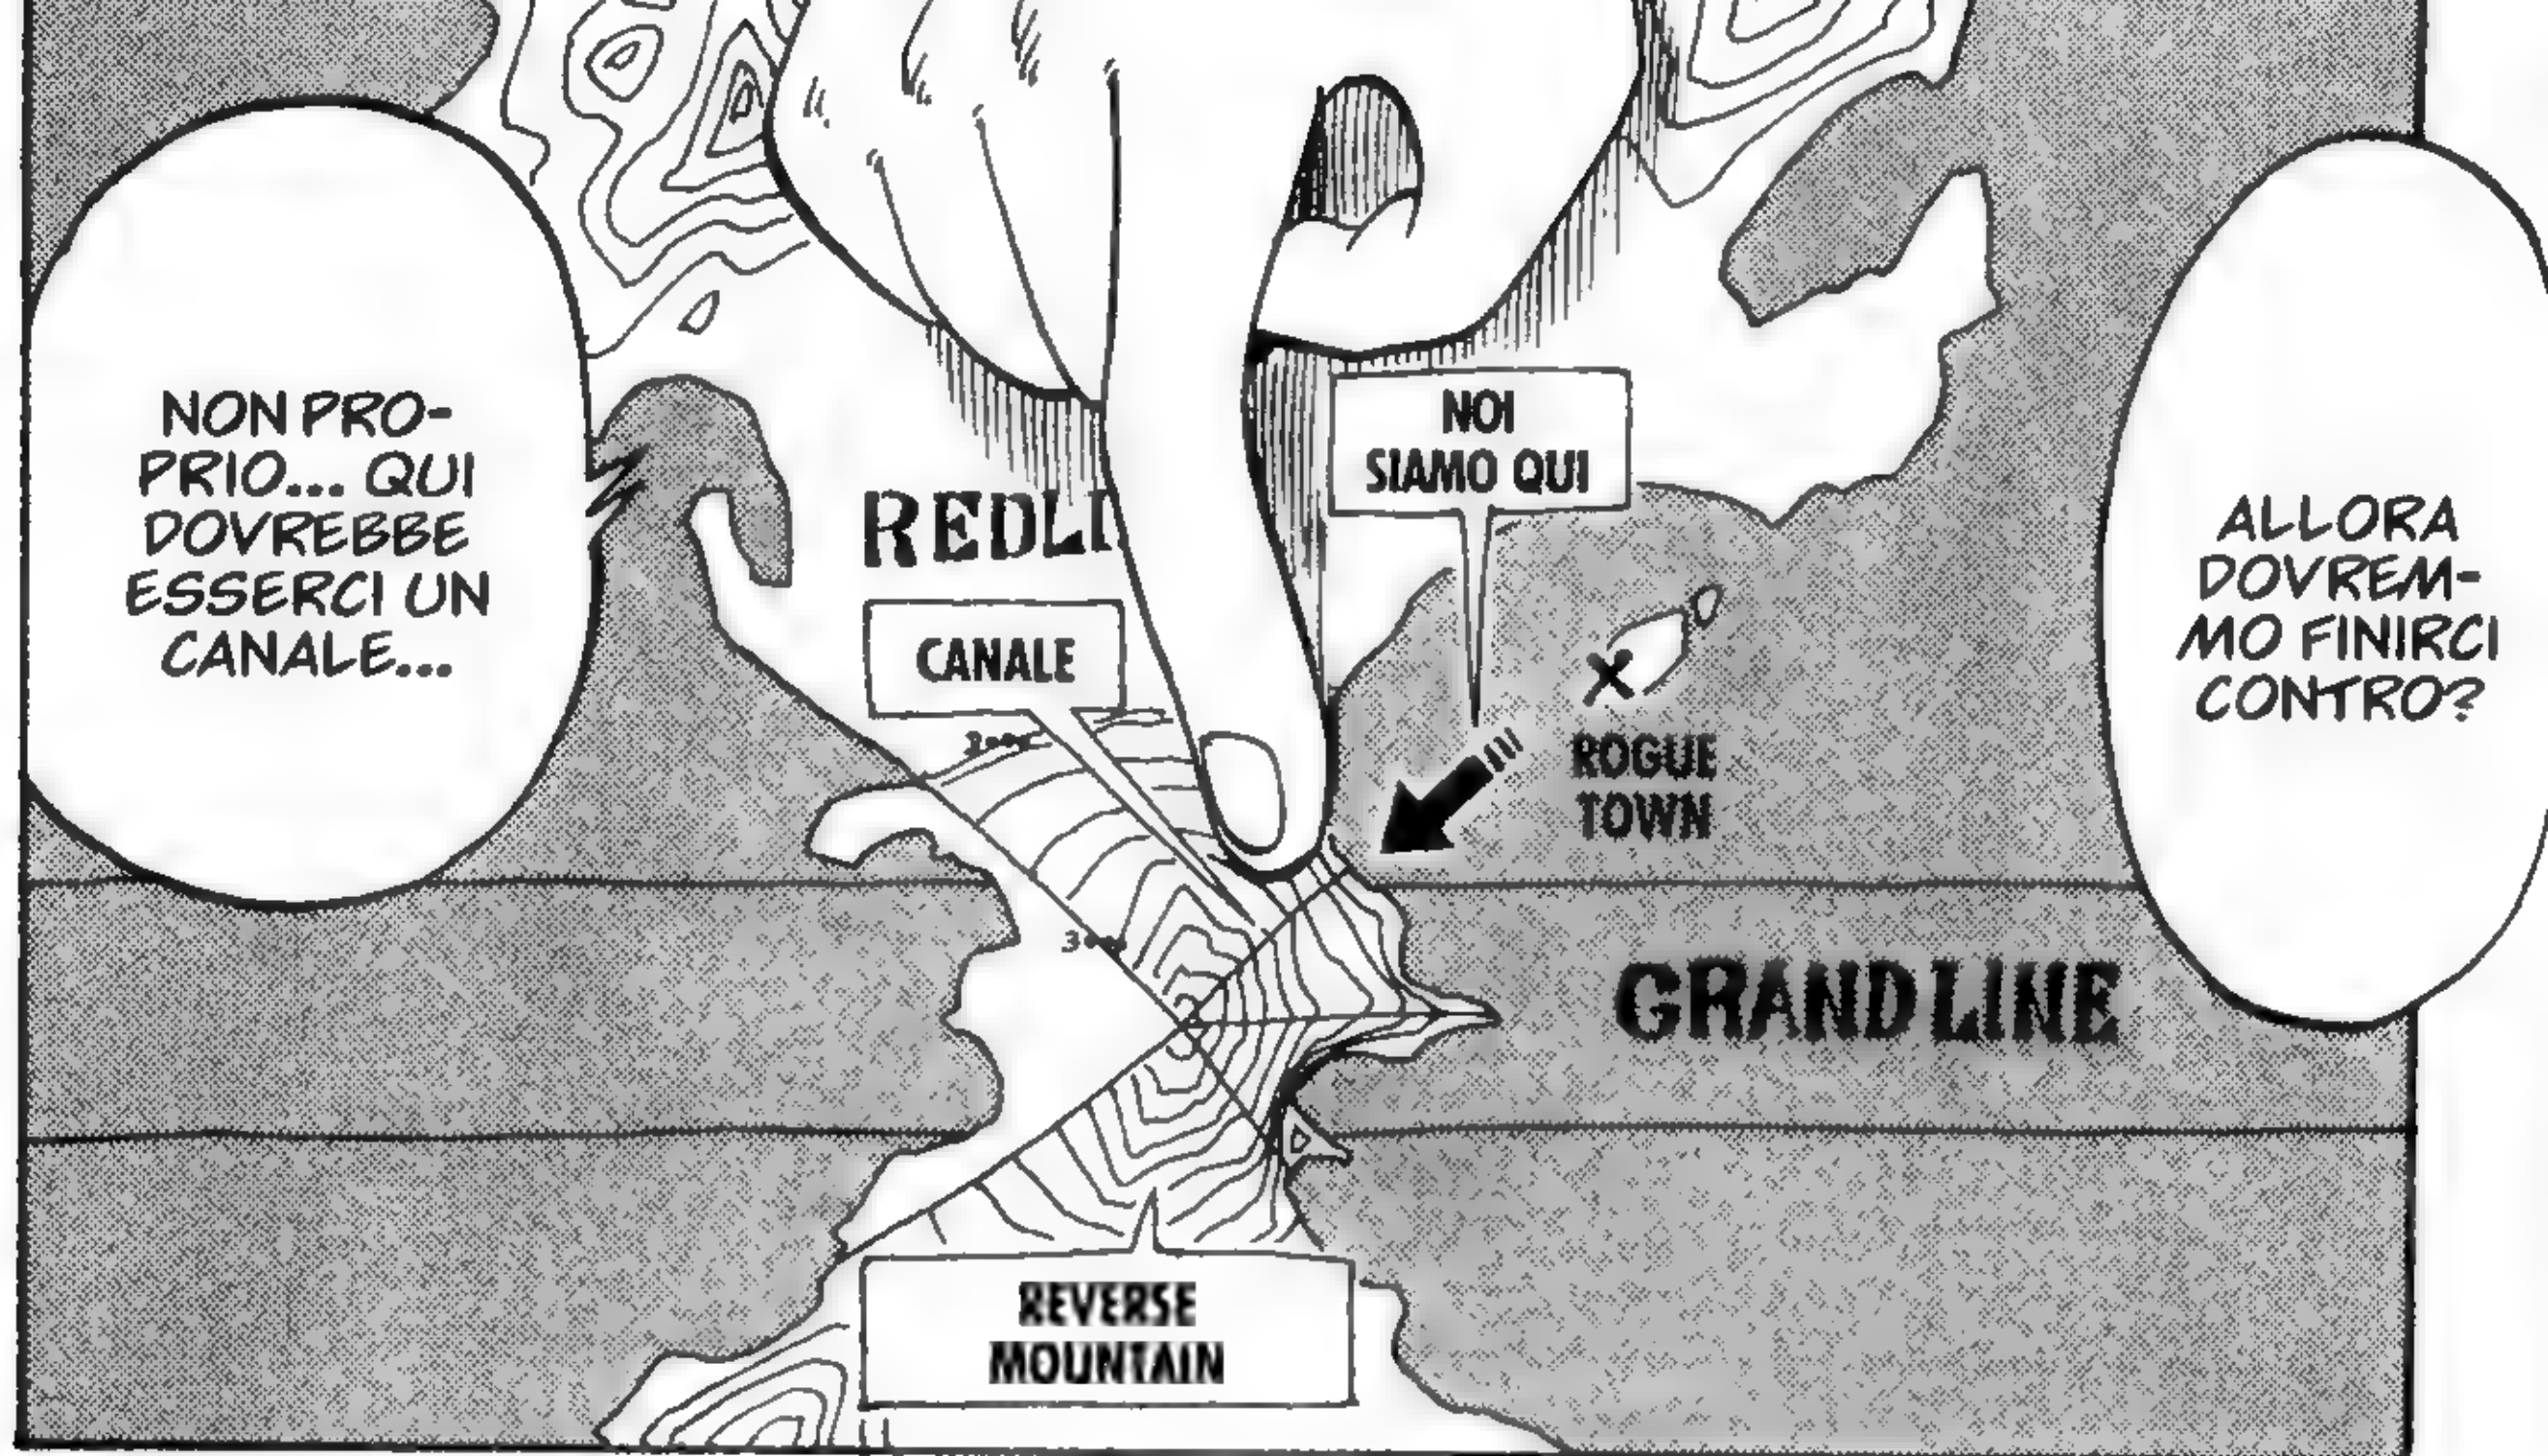 ALLORA
DOVREM-
MO FINIRCI
CONTRO?
NOI
SIAMO QUI
NON PRO-
PRIO... QUI
DOVREBBE
ESSERCI UN
CANALE...
REDLI
CANALE
ROGUE
TOWN
GRAND LINE
REVERSE
MOUNTAIN